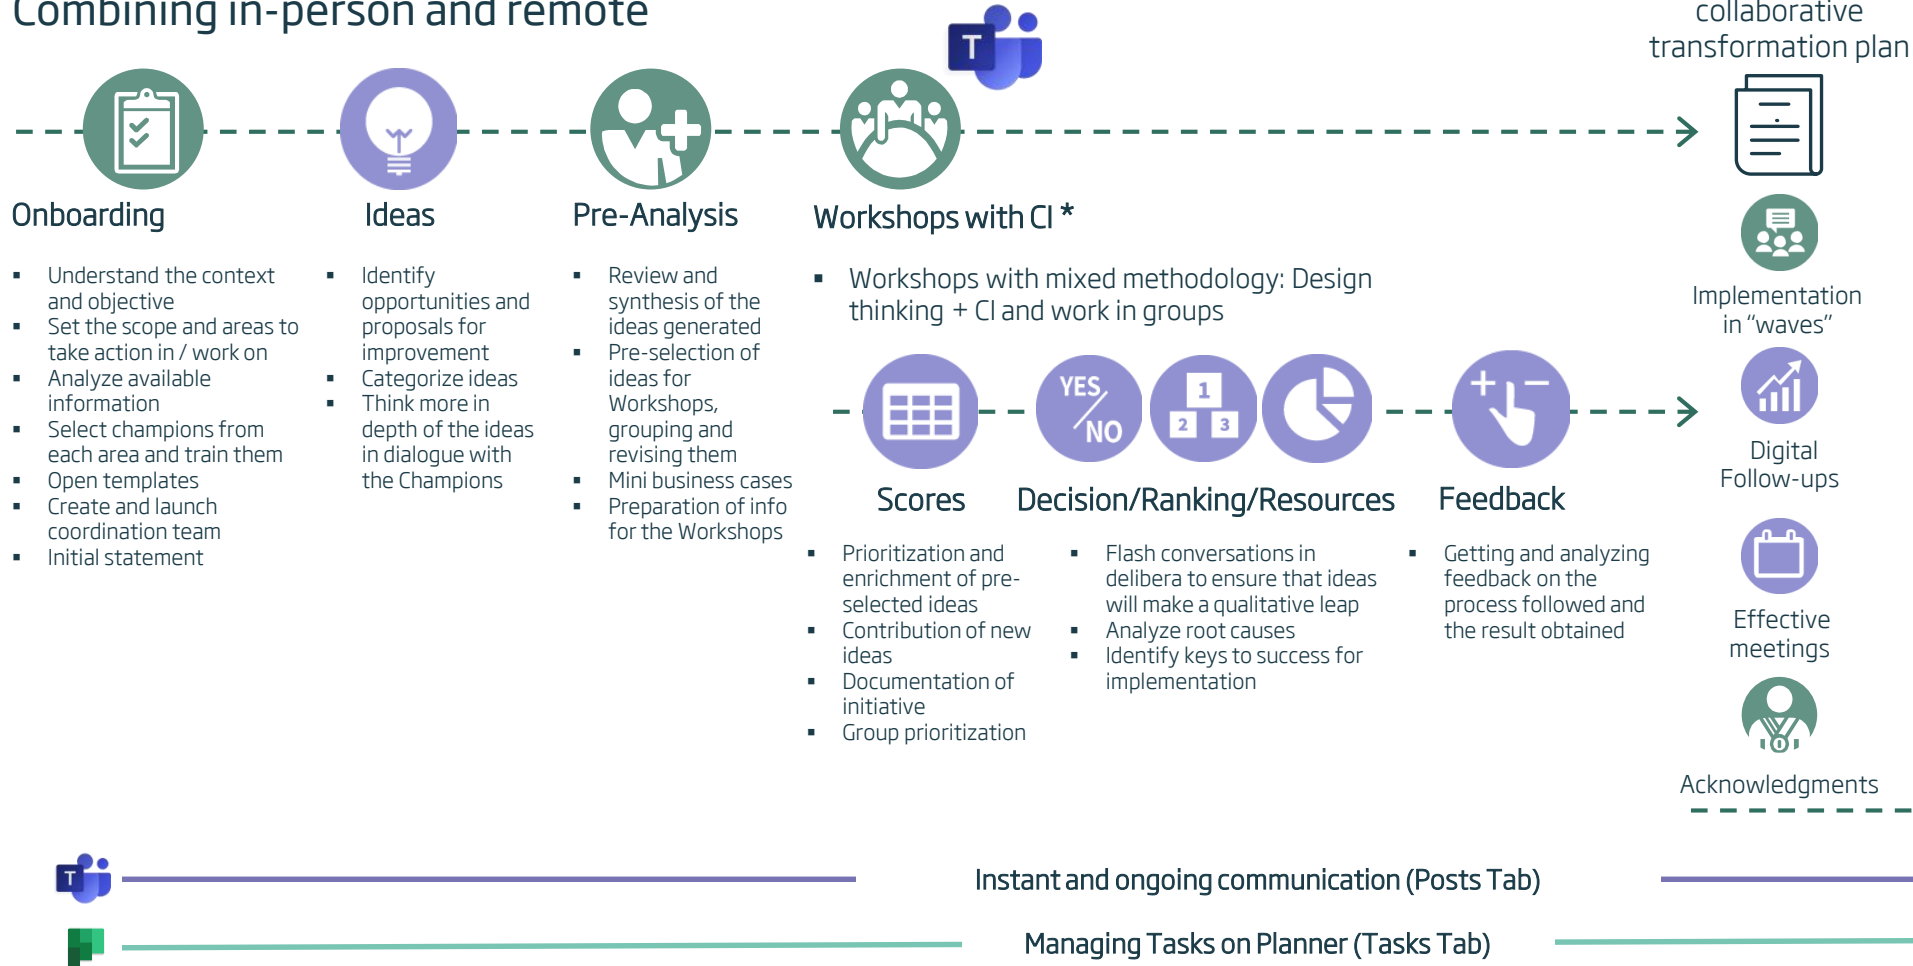 Combining in-person and remote
collaborative
transformation plan
T
Onboarding
▪ Understand the context
and objective
▪ Set the scope and areas to
take action in / work on
▪ Analyze available
information
▪ Select champions from
each area and train them
▪ Open templates
▪ Create and launch
coordination team
▪ Initial statement
Ideas
▪ Identify
opportunities and
proposals for
improvement
▪ Categorize ideas
▪ Think more in
depth of the ideas
in dialogue with
the Champions
Pre-Analysis
▪ Review and
synthesis of the
ideas generated
▪ Pre-selection of
ideas for
Workshops,
grouping and
revising them
▪ Mini business cases
▪ Preparation of info
for the Workshops
Workshops with CI *
▪ Workshops with mixed methodology: Design
thinking + CI and work in groups
YES/NO
1
2 3
Scores
▪ Prioritization and
enrichment of pre-
selected ideas
▪ Contribution of new
ideas
▪ Documentation of
initiative
▪ Group prioritization
Decision/Ranking/Resources
▪ Flash conversations in
delibera to ensure that ideas
will make a qualitative leap
▪ Analyze root causes
▪ Identify keys to success for
implementation
Feedback
▪ Getting and analyzing
feedback on the
process followed and
the result obtained
Implementation
in “waves”
Digital
Follow-ups
Effective
meetings
Acknowledgments
T
Instant and ongoing communication (Posts Tab)
Managing Tasks on Planner (Tasks Tab)